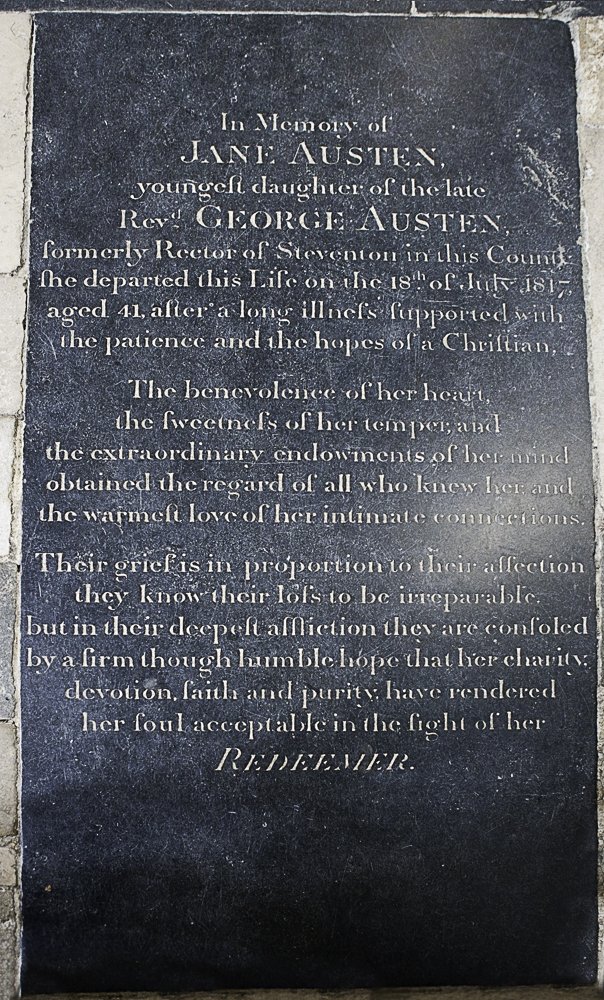 In Memory of
JANE AUSTEN,
youngeſt daughter of the late
Revᵈ GEORGE AUSTEN,
formerly Rector of Steventon in this County
ſhe departed this Life on the 18ᵗʰ of July 1817,
aged 41, after a long illneſs ſupported with
the patience and the hopes of a Chriſtian,
The benevolence of her heart,
the ſweetneſs of her temper, and
the extraordinary endowments of her mind
obtained the regard of all who knew her, and
the warmeſt love of her intimate connections.
Their grief is in proportion to their affection
they know their loſs to be irreparable,
but in their deepeſt affliction they are conſoled
by a firm though humble hope that her charity,
devotion, faith and purity, have rendered
her ſoul acceptable in the ſight of her
REDEEMER.